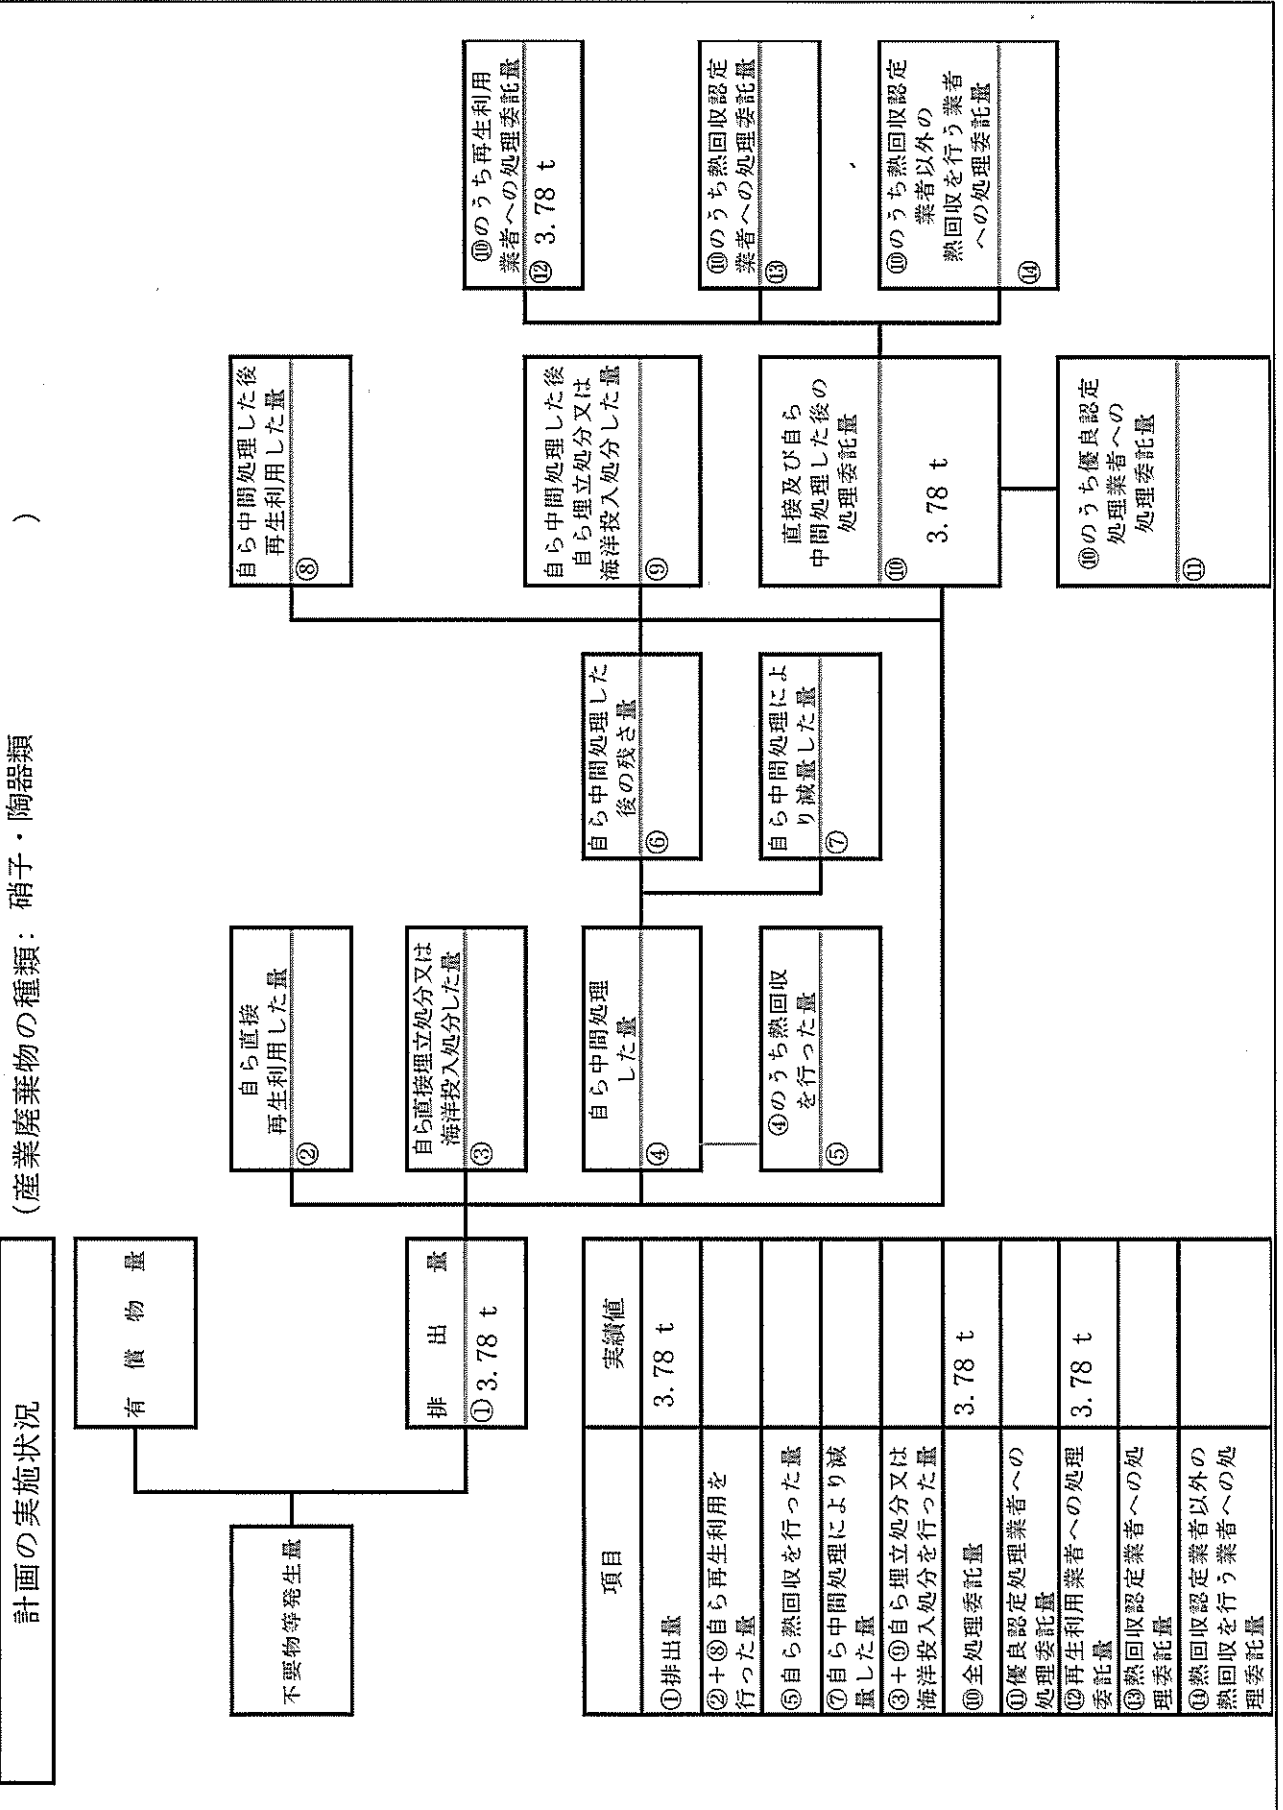 計画の実施状況
(産業廃棄物の種類： 硝子・陶器類 )
不要物等発生量
有償物量
排出量
①3.78 t
自ら直接
再生利用した量
②
自ら直接埋立処分又は
海洋投入処分した量
③
自ら中間処理
した量
④
④のうち熱回収
を行った量
⑤
自ら中間処理した
後の残さ量
⑥
自ら中間処理によ
り減量した量
⑦
自ら中間処理した後
再生利用した量
⑧
自ら中間処理した後
自ら埋立処分又は
海洋投入処分した量
⑨
直接及び自ら
中間処理した後の
処理委託量
⑩
3.78 t
⑩のうち優良認定
処理業者への
処理委託量
⑪
⑩のうち再生利用
業者への処理委託量
⑫ 3.78 t
⑩のうち熱回収認定
業者への処理委託量
⑬
⑩のうち熱回収認定
業者以外の
熱回収を行う業者
への処理委託量
⑭
項目 実績値
①排出量 3.78 t
②＋⑧自ら再生利用を
行った量
⑤自ら熱回収を行った量
⑦自ら中間処理により減
量した量
③＋⑨自ら埋立処分又は
海洋投入処分を行った量
⑩全処理委託量 3.78 t
⑪優良認定処理業者への
処理委託量
⑫再生利用業者への処理
委託量 3.78 t
⑬熱回収認定業者への処
理委託量
⑭熱回収認定業者以外の
熱回収を行う業者への処
理委託量